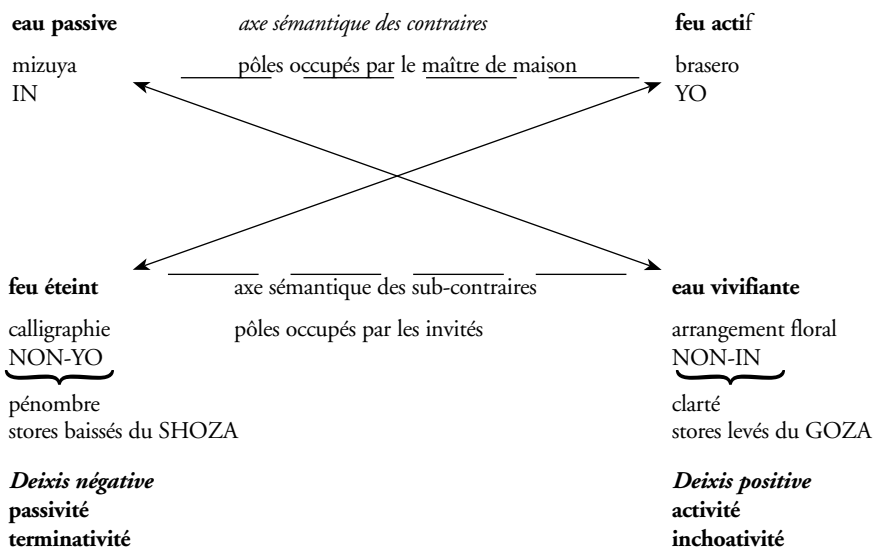 eau passive axe sémantique des contraires feu actif
mizuya pôles occupés par le maître de maison brasero
IN YO
feu éteint axe sémantique des sub-contraires eau vivifiante
calligraphie pôles occupés par les invités arrangement floral
NON-YO NON-IN
pénombre clarté
stores baissés du SHOZA stores levés du GOZA
Deixis négative Deixis positive
passivité activité
terminativité inchoativité